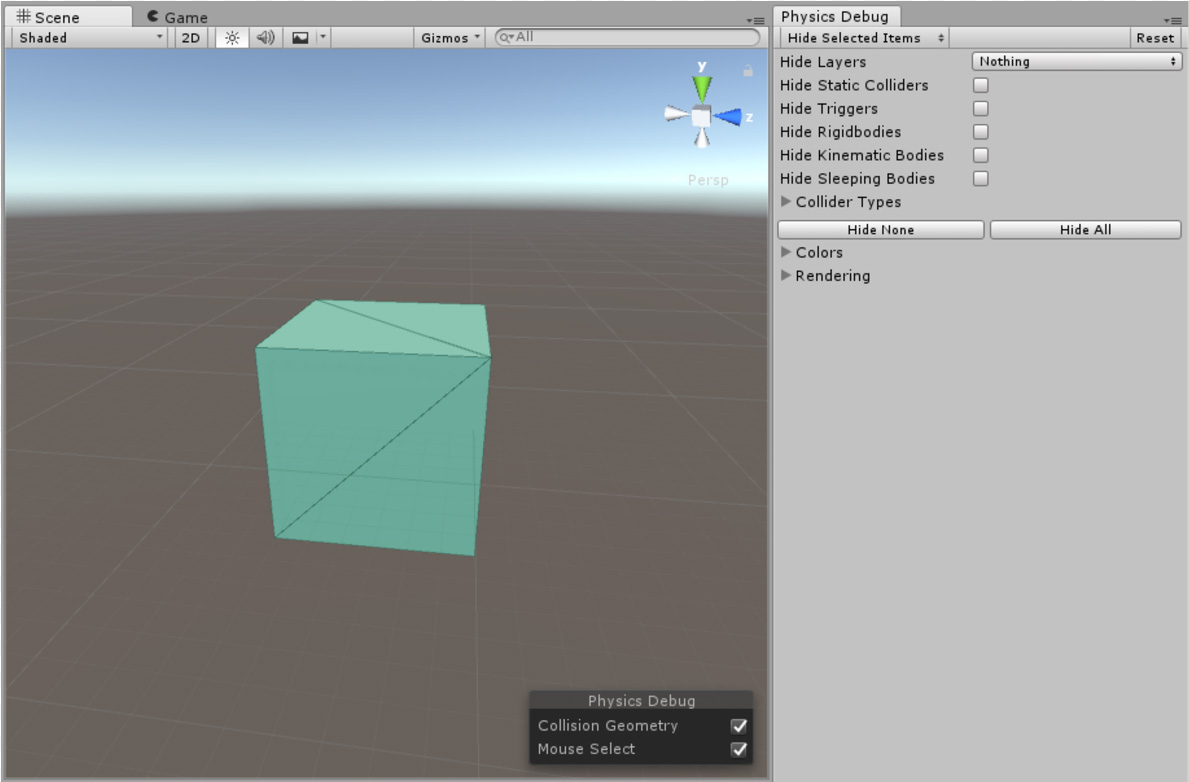 Scene
Game
Shaded
2D
Gizmos
All
y
z
Persp
Physics Debug
Collision Geometry
Mouse Select
Physics Debug
Hide Selected Items
Reset
Hide Layers
Nothing
Hide Static Colliders
Hide Triggers
Hide Rigidbodies
Hide Kinematic Bodies
Hide Sleeping Bodies
Collider Types
Hide None
Hide All
Colors
Rendering